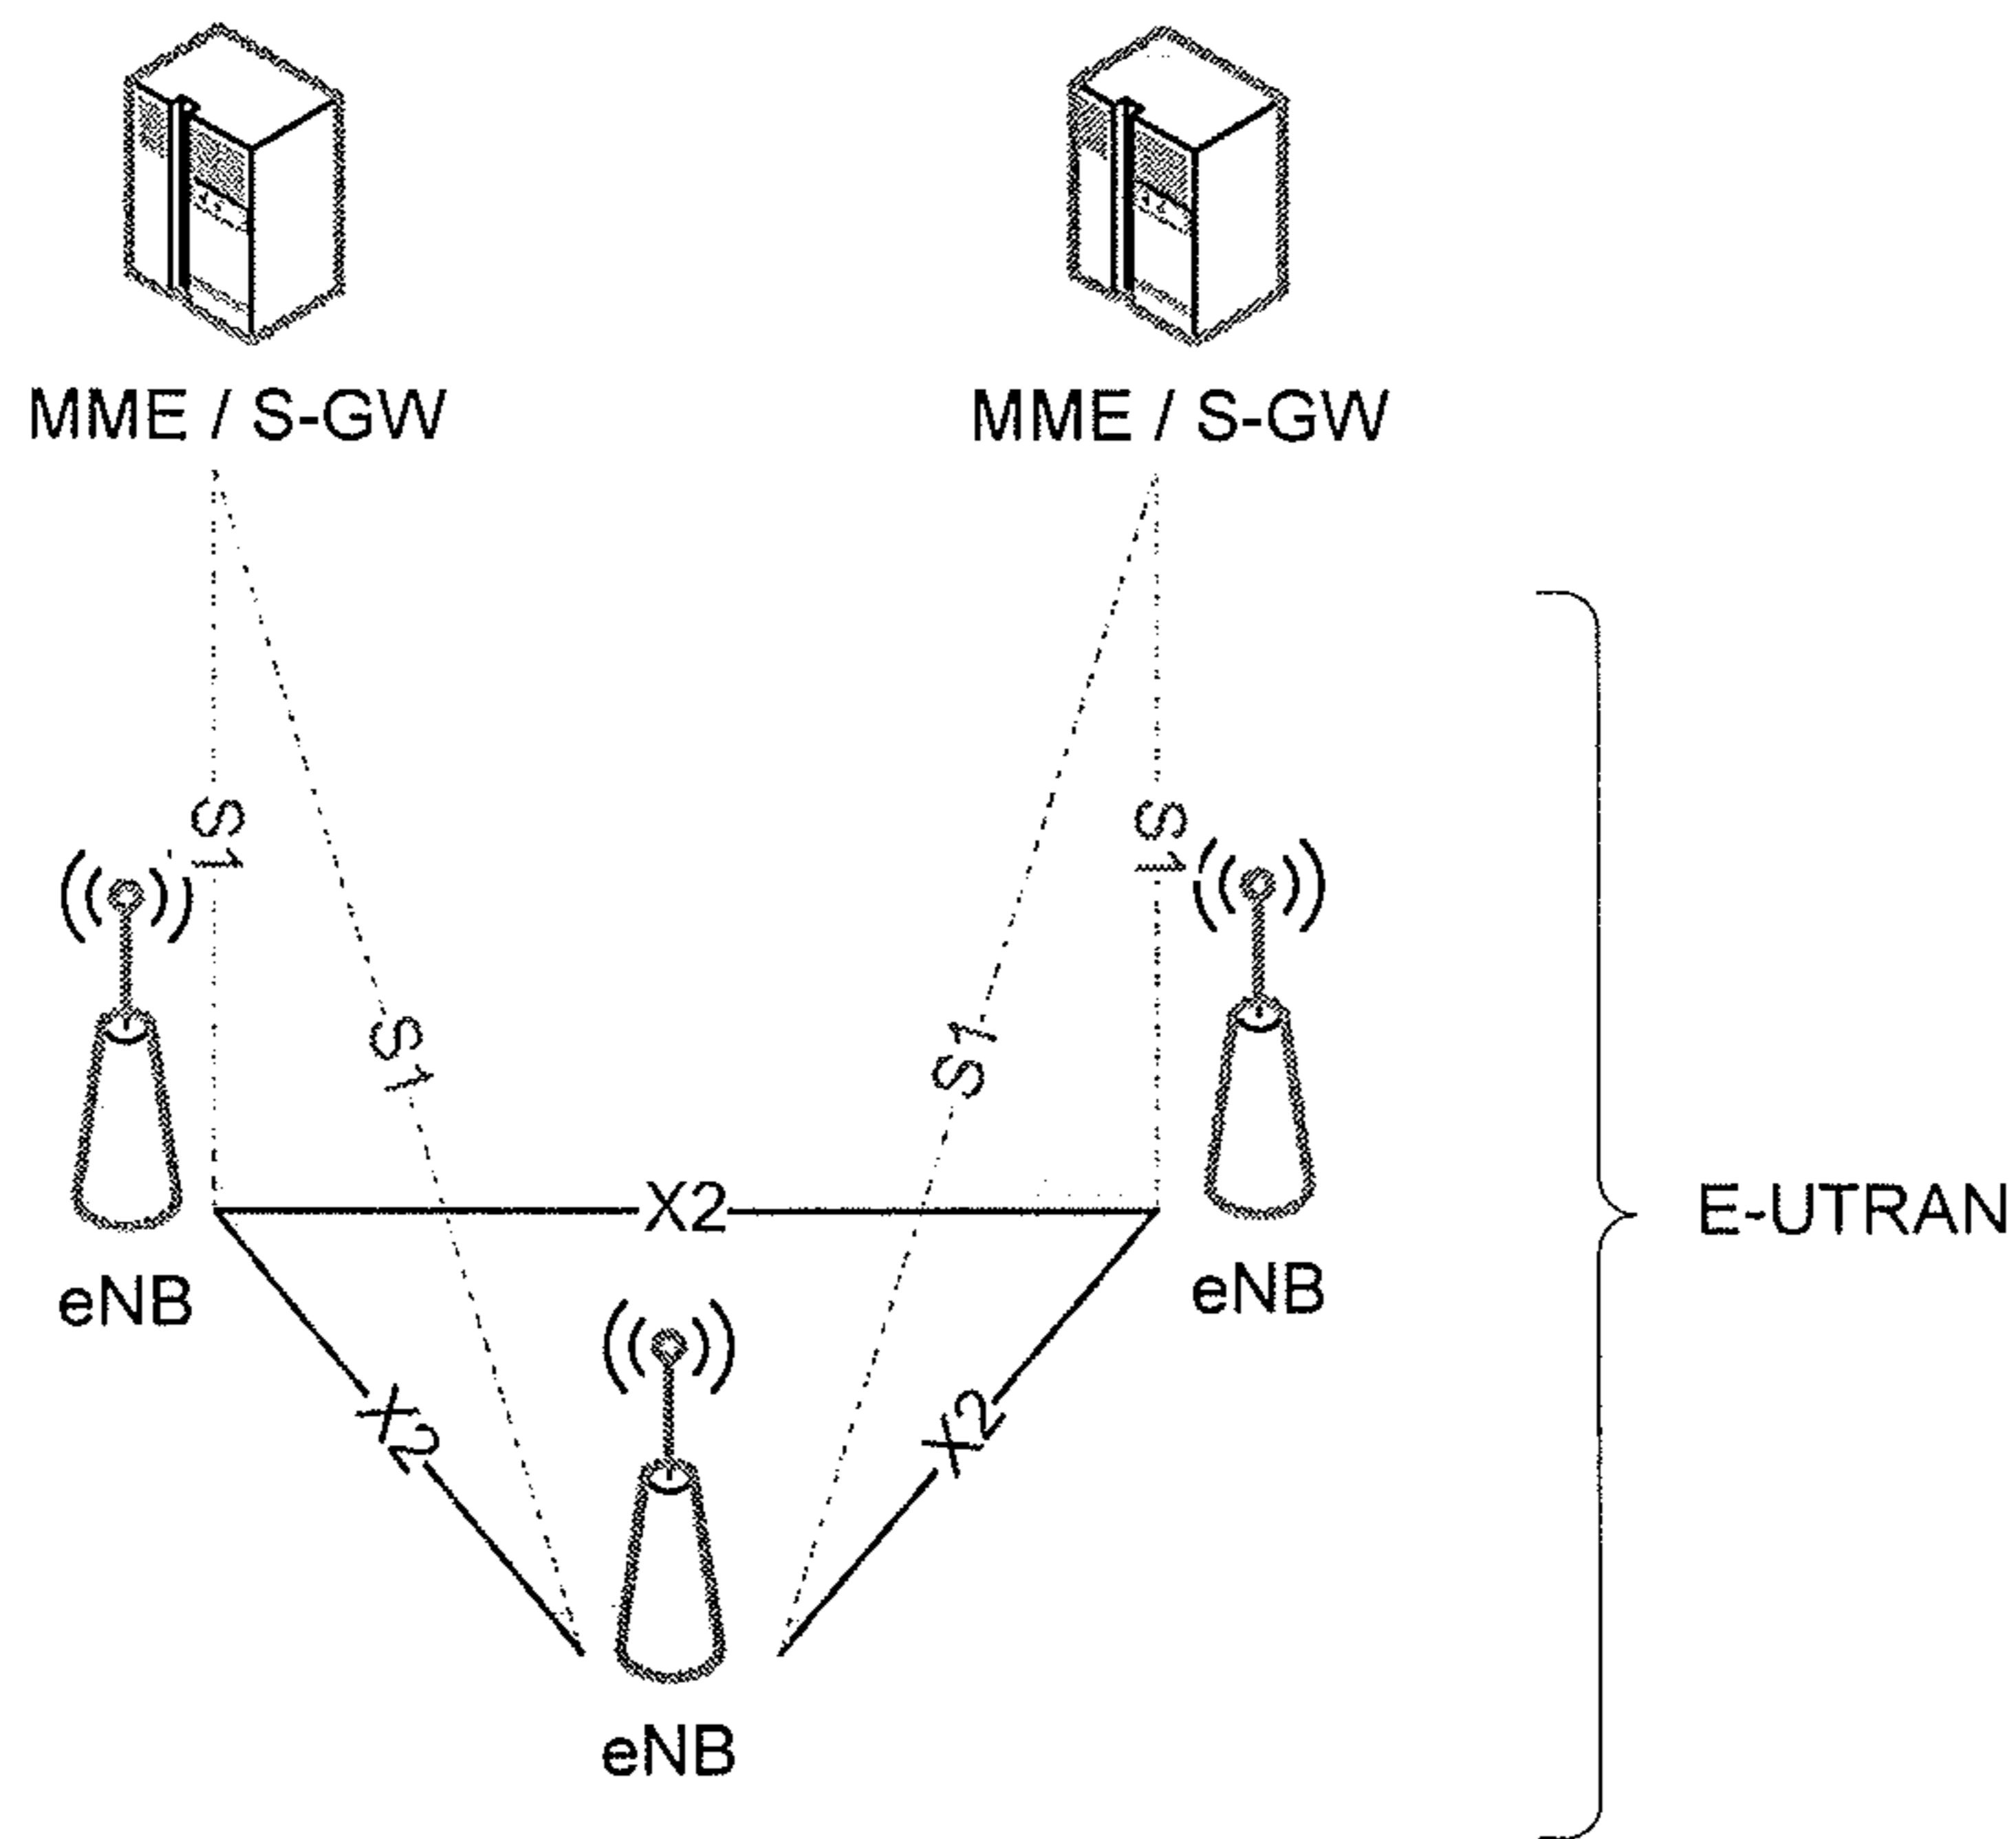 MME / S-GW
MME / S-GW
S1
S1
S1
S1
X2
E-UTRAN
eNB
eNB
X2
X2
eNB